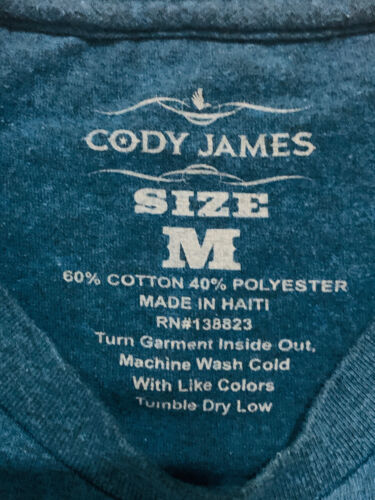 CODY JAMES
SIZE
M
60% COTTON 40% POLYESTER
MADE IN HAITI
RN#138823
Turn Garment Inside Out,
Machine Wash Cold
With Like Colors
Tumble Dry Low